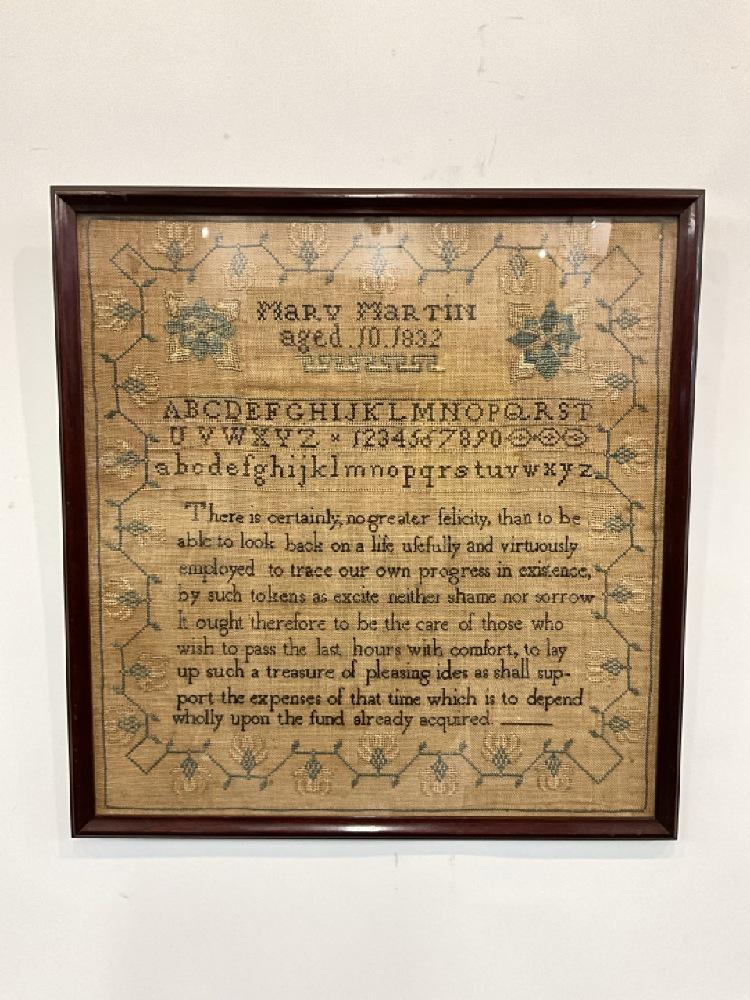 Mary Martin
aged 10 1832
ABCDEFGHIJKLMNOPQRST
UVWXYZ × 1234567890
abcdefghijklmnopqrstuvwxyz
There is certainly, no greater felicity, than to be
able to look back on a life uſefully and virtuously
employed to trace our own progress in existence,
by such tokens as excite neither shame nor sorrow
It ought therefore to be the care of those who
wish to pass the last hours with comfort, to lay
up such a treasure of pleasing ides as shall sup-
port the expenses of that time which is to depend
wholly upon the fund already acquired.